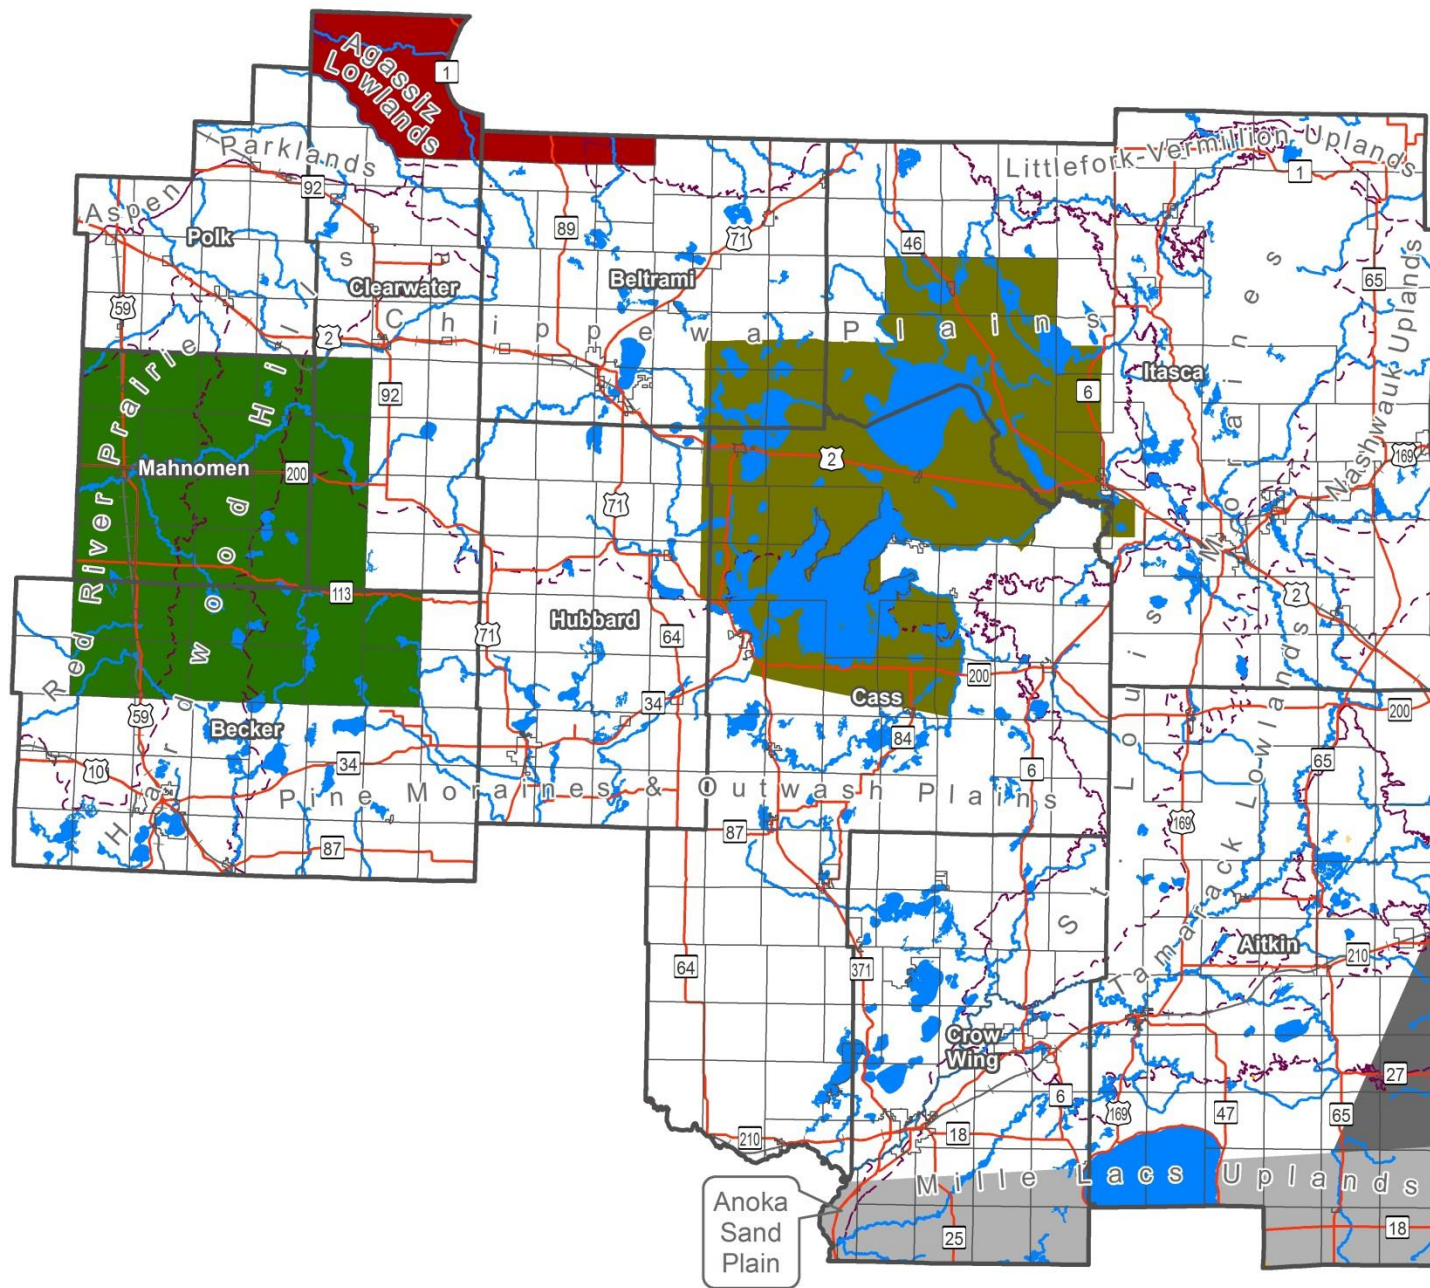 Agassiz
Lowlands
1
Parklands
Aspen
92
Polk
89
71
46
Littlefork-Vermillion Uplands
1
65
59
Clearwater
Beltrami
2
Chippewa Plains
Itasca
6
92
Red River Prairie
Hardwood Hills
Mahnomen
200
2
71
169
Nashwauk Uplands
St. Louis Moraines
113
71
Hubbard
64
2
34
200
Cass
84
6
200
59
Becker
10
34
65
Pine Moraines & Outwash Plains
87
87
169
Tamarack Lowlands
64
371
Aitkin
210
Crow
Wing
27
6
169
47
65
210
18
Mille Lacs Uplands
Anoka
Sand
Plain
25
18